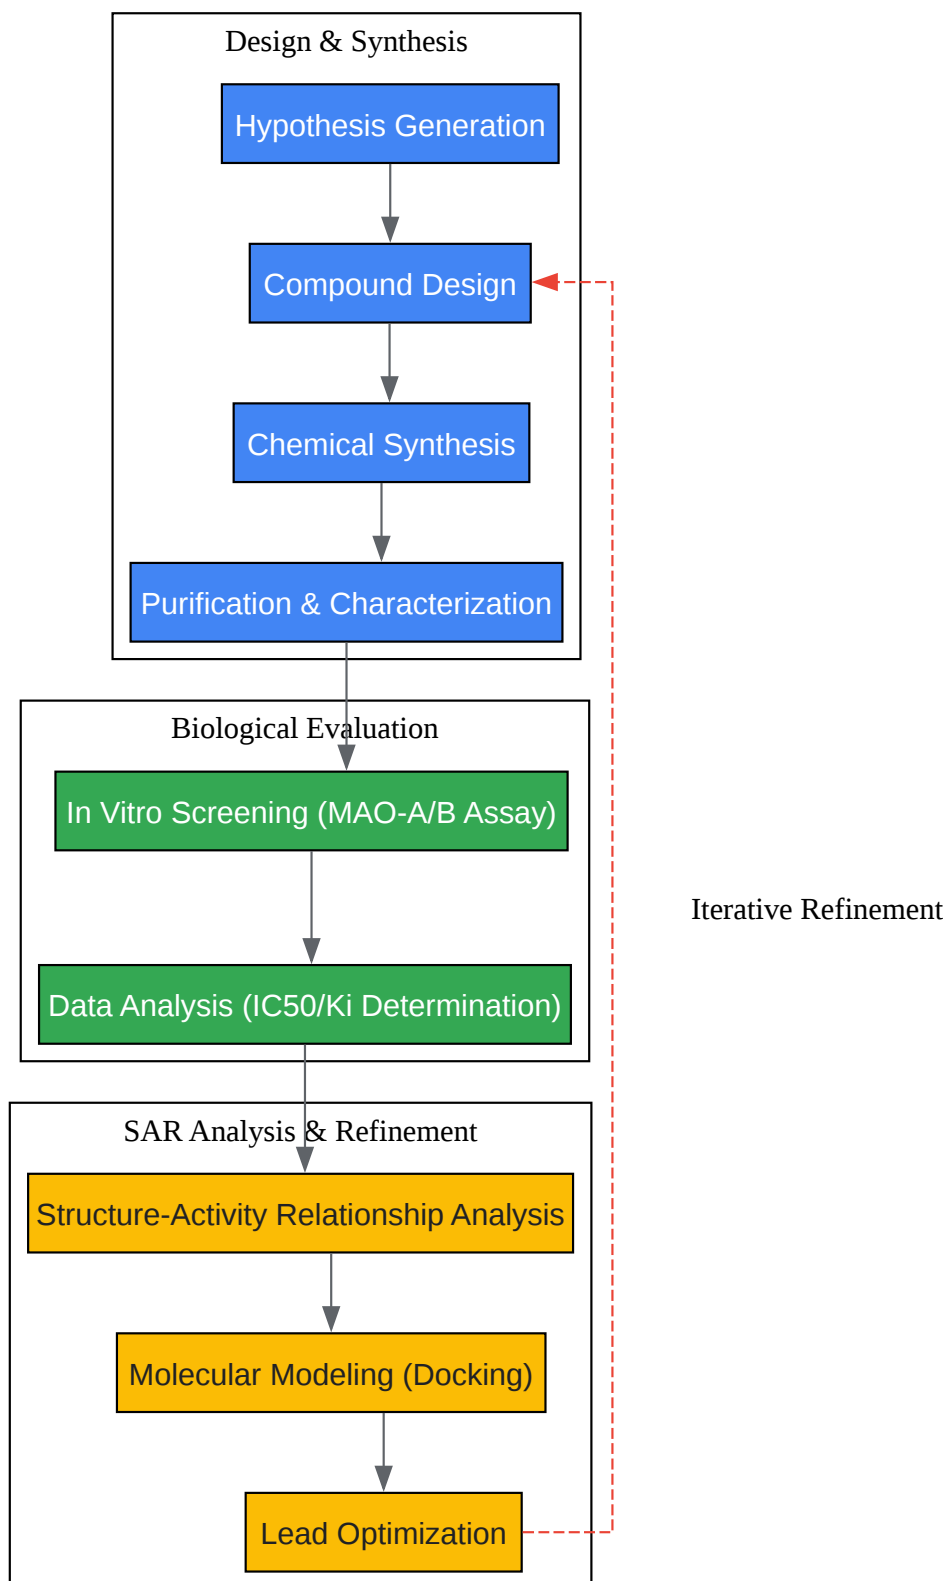 Design & Synthesis
Hypothesis Generation
Compound Design
Chemical Synthesis
Purification & Characterization
Biological Evaluation
In Vitro Screening (MAO-A/B Assay)
Iterative Refinement
Data Analysis (IC50/Ki Determination)
SAR Analysis & Refinement
Structure-Activity Relationship Analysis
Molecular Modeling (Docking)
Lead Optimization